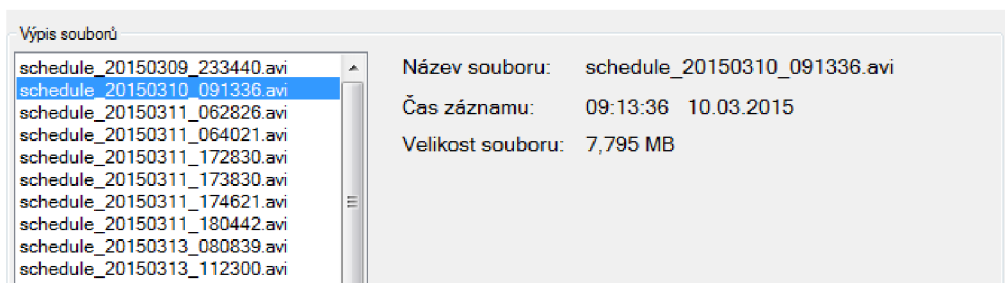 Výpis souborů
schedule_20150309_233440.avi
schedule_20150310_091336.avi
schedule_20150311_062826.avi
schedule_20150311_064021.avi
schedule_20150311_172830.avi
schedule_20150311_173830.avi
schedule_20150311_174621.avi
schedule_20150311_180442.avi
schedule_20150313_080839.avi
schedule_20150313_112300.avi
Název souboru: schedule_20150310_091336.avi
Čas záznamu: 09:13:36 10.03.2015
Velikost souboru: 7,795 MB